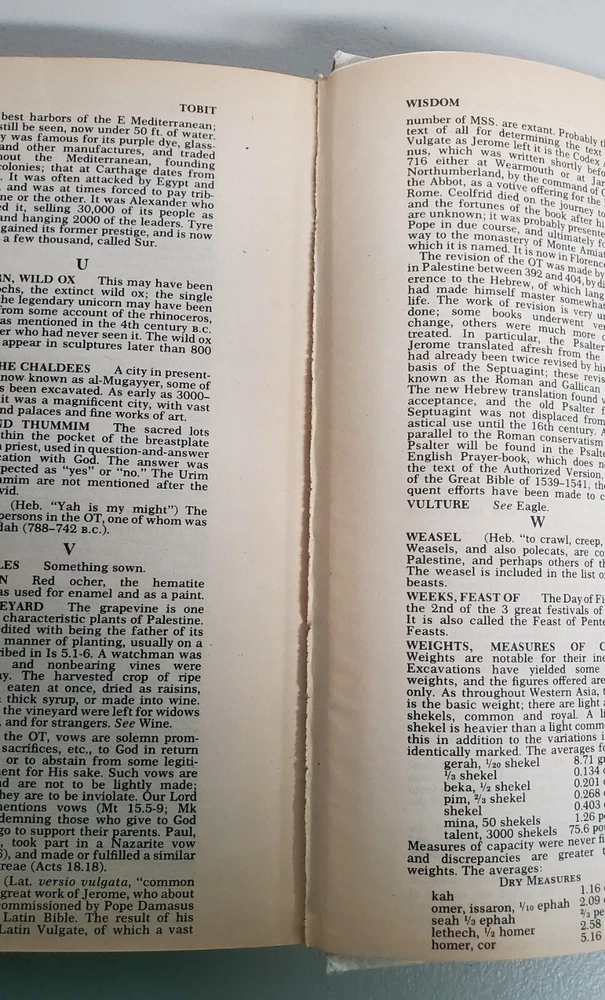 TOBIT
best harbors of the E Mediterranean;
still be seen, now under 50 ft. of water.
y was famous for its purple dye, glass-
and other manufactures, and traded
hout the Mediterranean, founding
colonies; that at Carthage dates from
. It was often attacked by Egypt and
, and was at times forced to pay trib-
ne or the other. It was Alexander who
ed it, selling 30,000 of its people as
and hanging 2000 of the leaders. Tyre
gained its former prestige, and is now
a few thousand, called Sur.
U
RN, WILD OX This may have been
ochs, the extinct wild ox; the single
the legendary unicorn may have been
from some account of the rhinoceros,
as mentioned in the 4th century B.C.
er who had never seen it. The wild ox
appear in sculptures later than 800
HE CHALDEES A city in present-
now known as al-Mugayyer, some of
s been excavated. As early as 3000-
it was a magnificent city, with vast
nd palaces and fine works of art.
ND THUMMIM The sacred lots
thin the pocket of the breastplate
priest, used in question-and-answer
cation with God. The answer was
pected as "yes" or "no." The Urim
mmim are not mentioned after the
vid.
(Heb. "Yah is my might") The
persons in the OT, one of whom was
dah (788–742 B.C.).
V
LES Something sown.
N Red ocher, the hematite
as used for enamel and as a paint.
EYARD The grapevine is one
characteristic plants of Palestine.
edited with being the father of its
manner of planting, usually on a
ribed in Is 5.1-6. A watchman was
and nonbearing vines were
ay. The harvested crop of ripe
eaten at once, dried as raisins,
thick syrup, or made into wine.
the vineyard were left for widows
, and for strangers. See Wine.
the OT, vows are solemn prom-
sacrifices, etc., to God in return
or to abstain from some legiti-
ment for His sake. Such vows are
d are not to be lightly made;
they are to be inviolate. Our Lord
mentions vows (Mt 15.5-9; Mk
demning those who give to God
go to support their parents. Paul,
, took part in a Nazarite vow
), and made or fulfilled a similar
reae (Acts 18.18).
(Lat. versio vulgata, "common
great work of Jerome, who about
commissioned by Pope Damasus
Latin Bible. The result of his
Latin Vulgate, of which a vast
WISDOM
number of MSS. are extant. Probably
text of all for determining the text
Vulgate as Jerome left it is the Codex
nus, which was written shortly
716 either at Wearmouth or at
Northumberland, by the command of
the Abbot, as a votive offering for the
Rome. Ceolfrid died on the journey to
and the fortunes of the book after
are unknown; it was probably presented
Pope in due course, and ultimately
way to the monastery of Monte
which it is named. It is now in Florence
The revision of the OT was made by
in Palestine between 392 and 404, by
erence to the Hebrew, of which
had made himself master somewhat
life. The work of revision is very
done; some books underwent
change, others were much more
treated. In particular, the Psalter
Jerome translated afresh from the
had already been twice revised by
basis of the Septuagint; these
known as the Roman and Gallican
The new Hebrew translation found
acceptance, and the old Psalter
Septuagint was not displaced from
astical use until the 16th century. A
parallel to the Roman conservatism
Psalter will be found in the
English Prayer-book, which does
the text of the Authorized Version,
of the Great Bible of 1539–1541,
quent efforts have been made to
VULTURE See Eagle.
W
WEASEL (Heb. "to crawl, creep,
Weasels, and also polecats, are
Palestine, and perhaps others of
The weasel is included in the list
beasts.
WEEKS, FEAST OF The Day of
the 2nd of the 3 great festivals of
It is also called the Feast of
Feasts.
WEIGHTS, MEASURES OF
Weights are notable for their
Excavations have yielded some
weights, and the figures offered are
only. As throughout Western Asia,
is the basic weight; there are light
shekels, common and royal. A
shekel is heavier than a light
this in addition to the variations
identically marked. The averages
gerah, 1/20 shekel 8.71
1/3 shekel 0.134
beka, 1/2 shekel 0.201
pim, 2/3 shekel 0.268
shekel 0.403
mina, 50 shekels 1.26
talent, 3000 shekels 75.6
Measures of capacity were never
and discrepancies are greater
weights. The averages:
DRY MEASURES
kah 1.16
omer, issaron, 1/10 ephah 2.09
seah 1/3 ephah 2/3
lethech, 1/2 homer 2.58
homer, cor 5.16